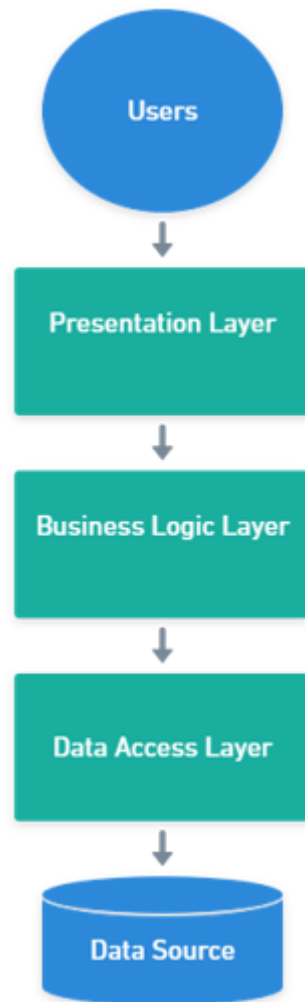 Users
Presentation Layer
Business Logic Layer
Data Access Layer
Data Source